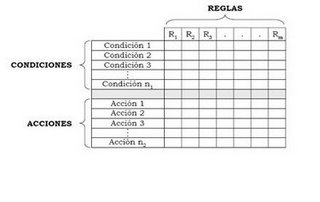 REGLAS
R1 R2 R3 . . . Rm
CONDICIONES
Condición 1
Condición 2
Condición 3
⋮
Condición n1
ACCIONES
Acción 1
Acción 2
Acción 3
⋮
Acción n2